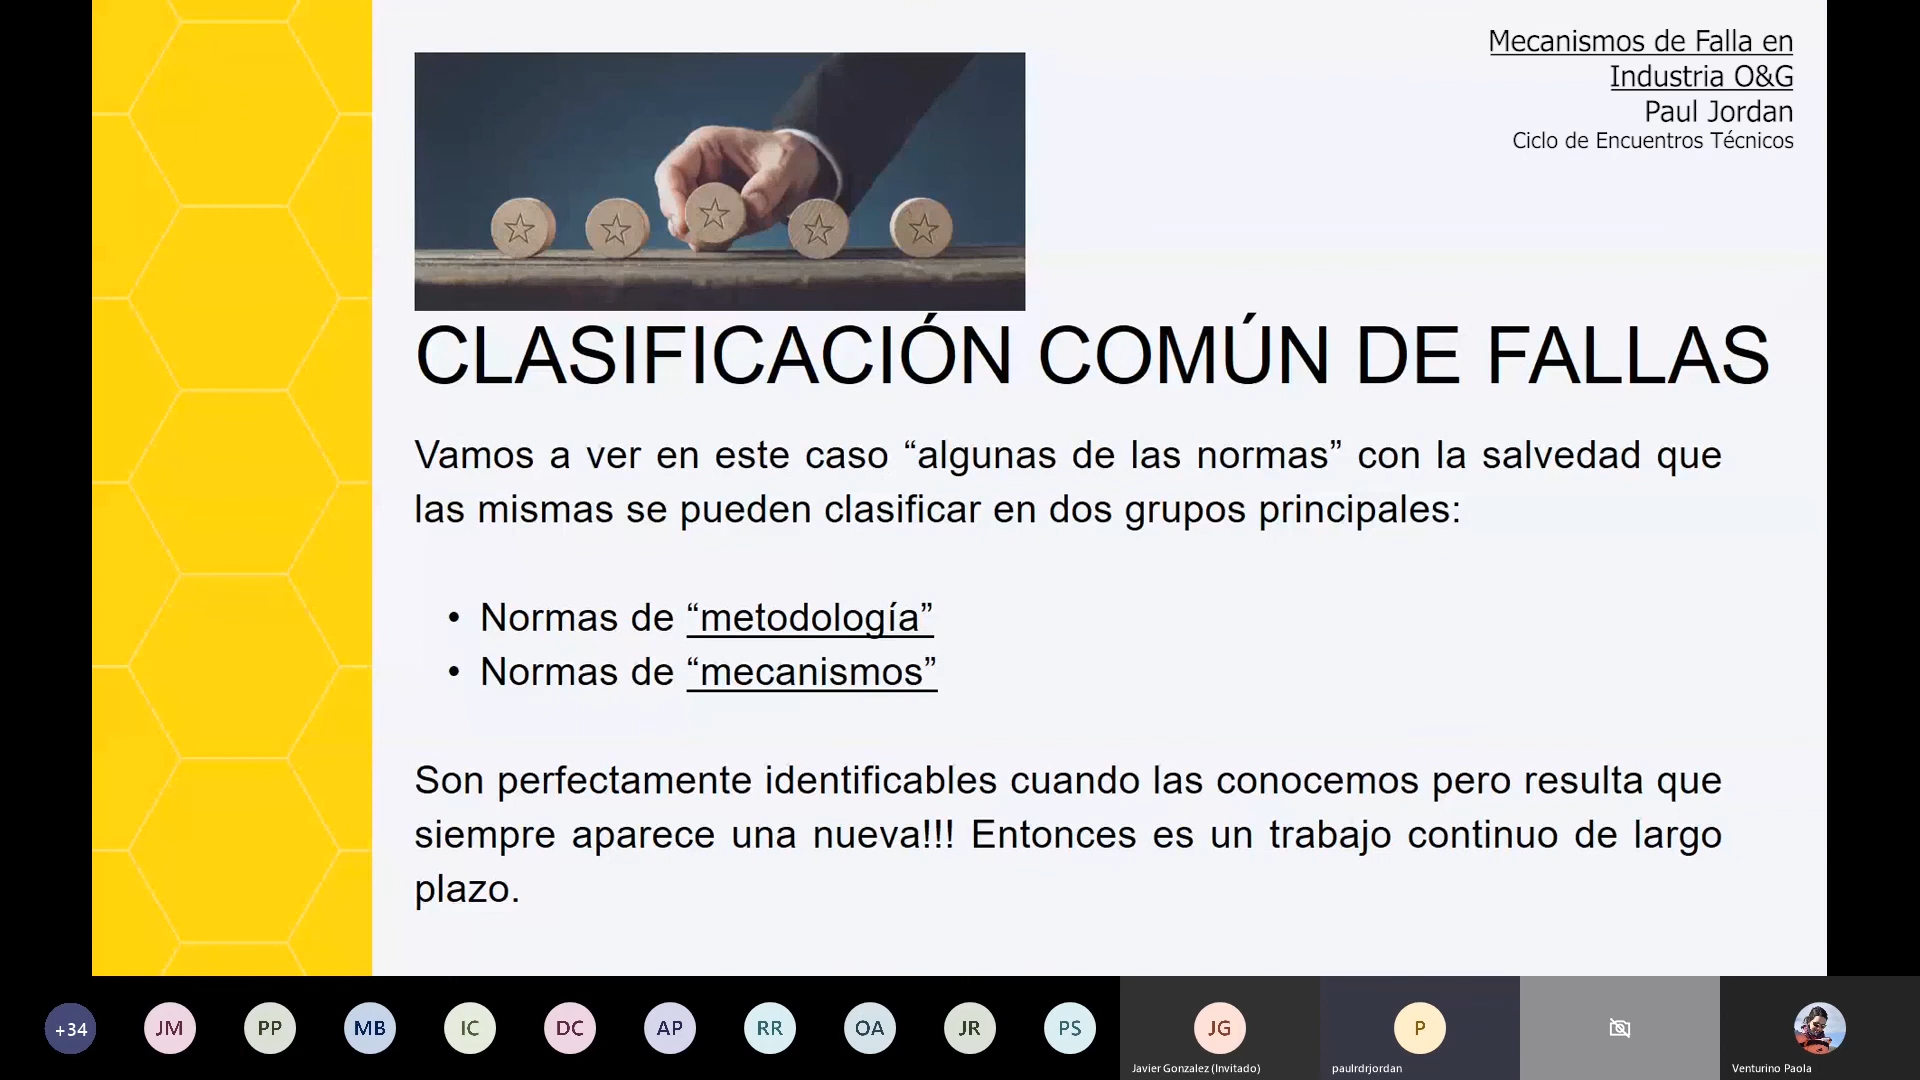 Mecanismos de Falla en
Industria O&G
Paul Jordan
Ciclo de Encuentros Técnicos
CLASIFICACIÓN COMÚN DE FALLAS
Vamos a ver en este caso “algunas de las normas” con la salvedad que
las mismas se pueden clasificar en dos grupos principales:
• Normas de “metodología”
• Normas de “mecanismos”
Son perfectamente identificables cuando las conocemos pero resulta que
siempre aparece una nueva!!! Entonces es un trabajo continuo de largo
plazo.
+34 JM PP MB IC DC AP RR OA JR PS JG P
Javier Gonzalez (Invitado) paulrdrjordan Venturino Paola